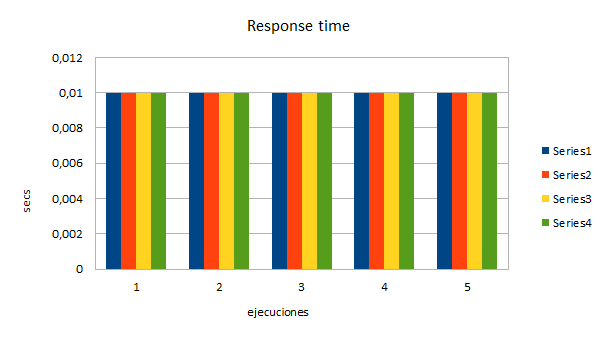 Response time
secs
0,012
0,01
0,008
0,006
0,004
0,002
0
1 2 3 4 5
ejecuciones
Series1
Series2
Series3
Series4